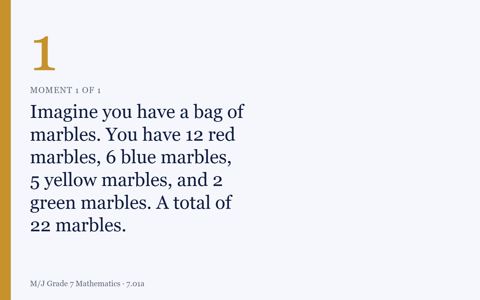 1
MOMENT 1 OF 1
Imagine you have a bag of
marbles. You have 12 red
marbles, 6 blue marbles,
5 yellow marbles, and 2
green marbles. A total of
22 marbles.
M/J Grade 7 Mathematics · 7.01a